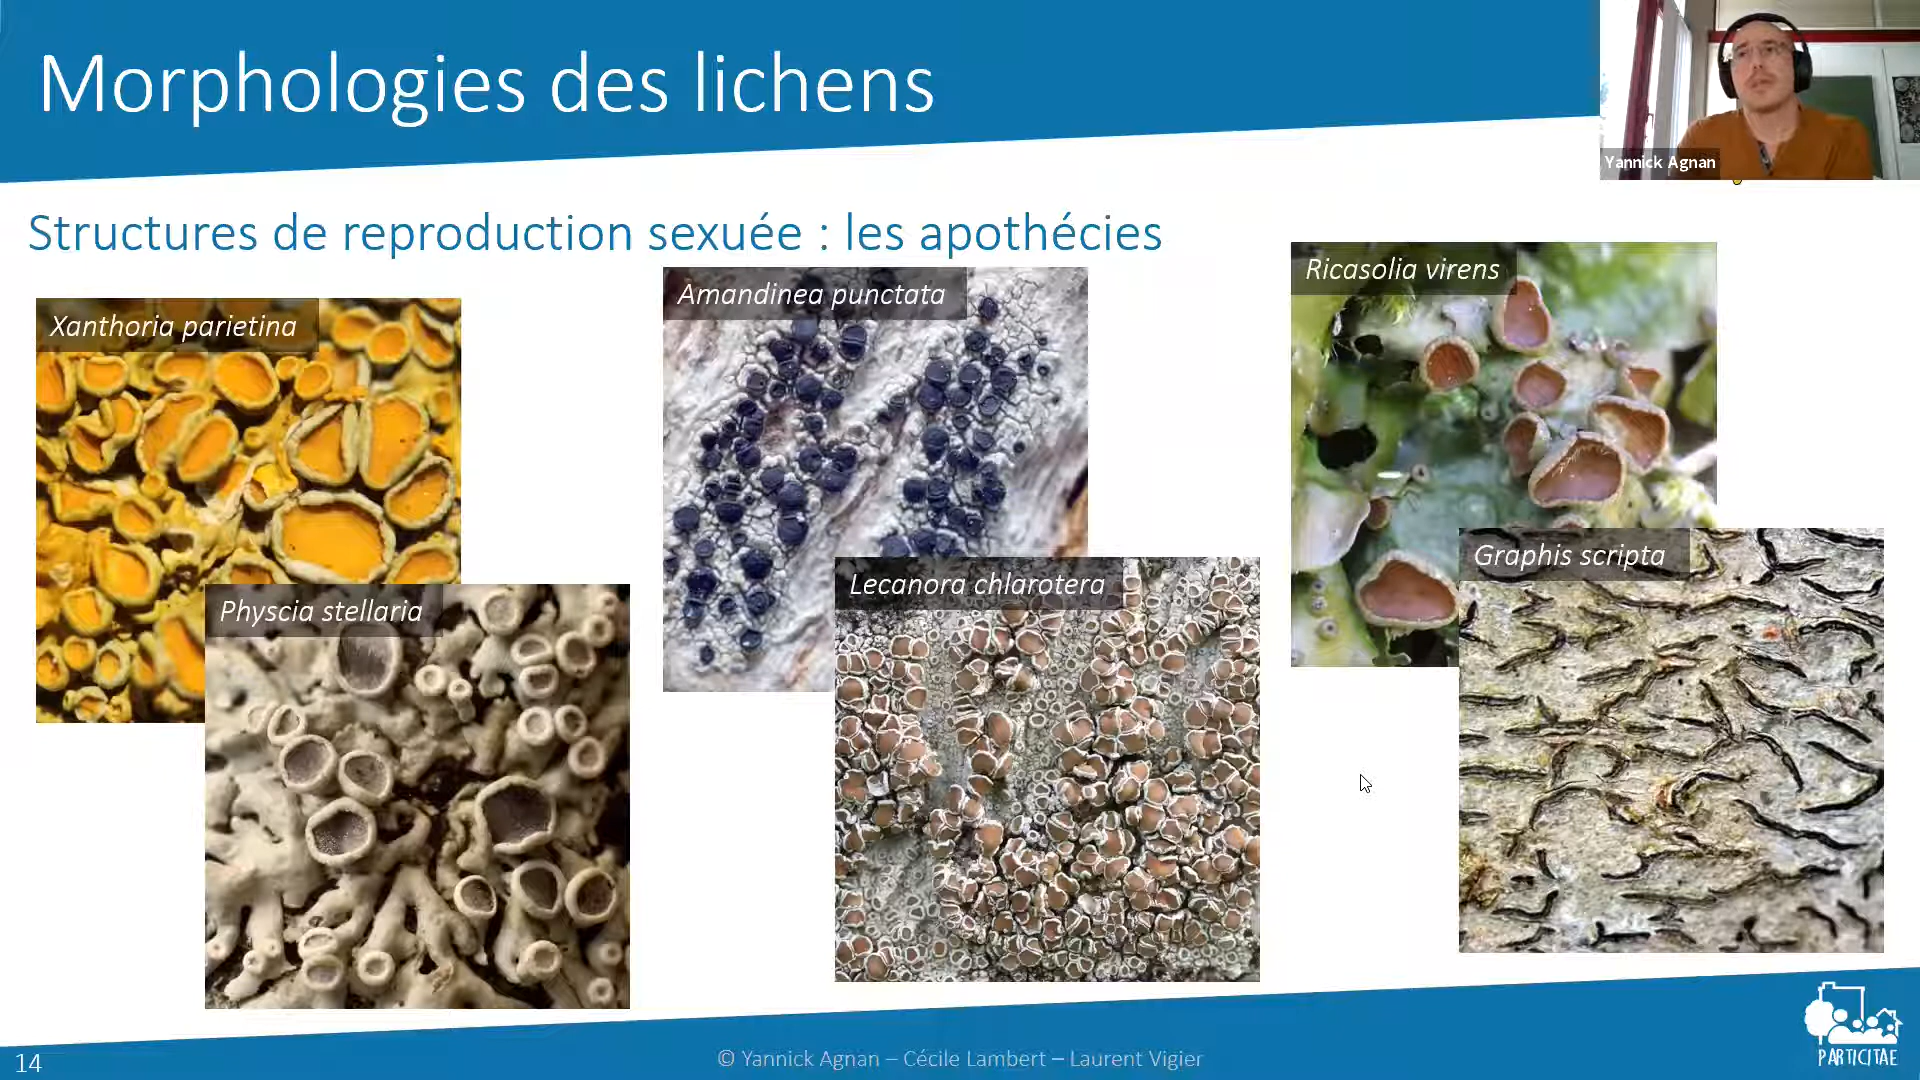 Morphologies des lichens
Yannick Agnan
Structures de reproduction sexuée : les apothécies
Xanthoria parietina
Amandinea punctata
Ricasolia virens
Physcia stellaria
Lecanora chlarotera
Graphis scripta
14
© Yannick Agnan – Cécile Lambert – Laurent Vigier
PARTICITAE